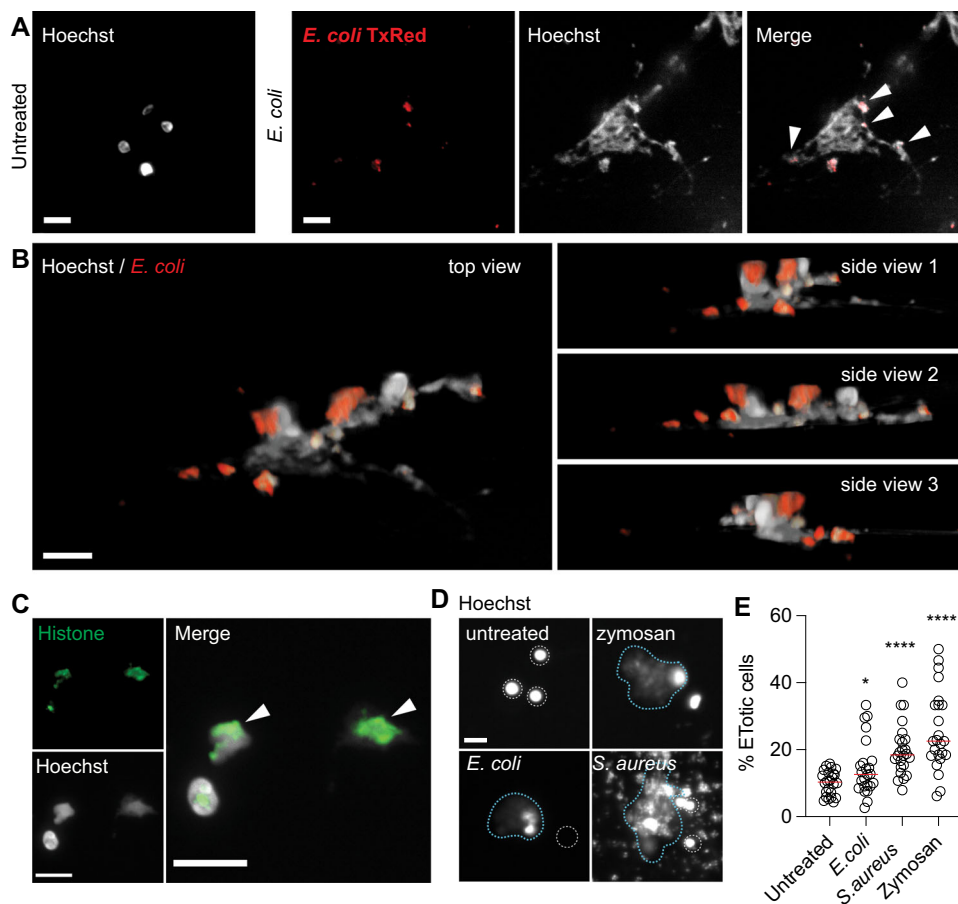 A
Hoechst
E. coli TxRed
Hoechst
Merge
Untreated
E. coli
B
Hoechst / E. coli
top view
side view 1
side view 2
side view 3
C
Histone
Merge
Hoechst
D
Hoechst
untreated
zymosan
E. coli
S. aureus
E
% ETotic cells
60
40
20
0
*
****
****
Untreated
E.coli
S.aureus
Zymosan